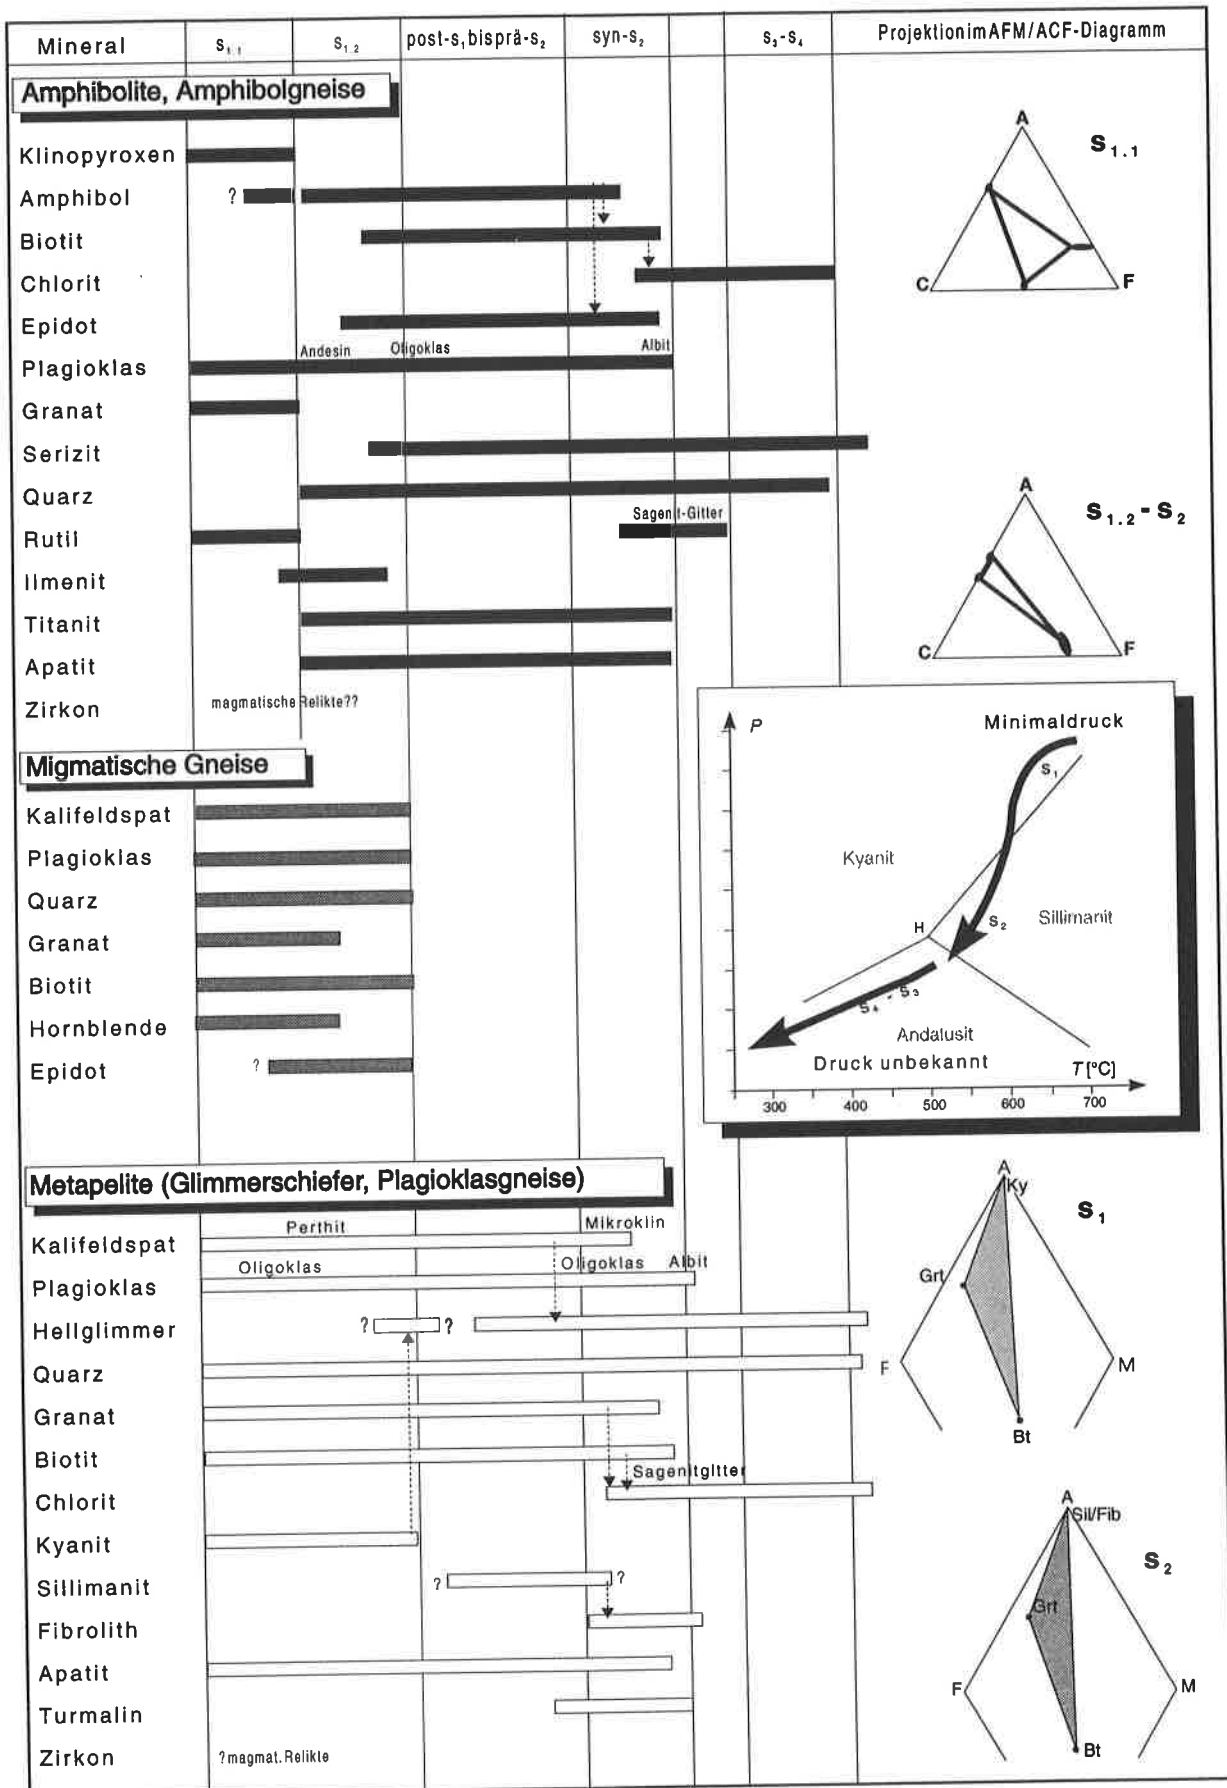 Mineral s₁.₁ s₁.₂ post-s₁bisprä-s₂ syn-s₂ s₃-s₄ ProjektionimAFM/ACF-Diagramm
Amphibolite, Amphibolgneise
Klinopyroxen
? Amphibol
Biotit
Chlorit
Epidot
Andesin Oligoklas Albit
Plagioklas
Granat
Serizit
Quarz
Sagenit-Gitter
Rutil
Ilmenit
Titanit
Apatit
Zirkon magmatische Relikte??
A
s₁.₁
C F
A
s₁.₂-s₂
C F
Migmatische Gneise
Kalifeldspat
Plagioklas
Quarz
Granat
Biotit
Hornblende
Epidot ?
P
Minimaldruck
s₁
Kyanit
s₂
Sillimanit
H
s₄ - s₃
Andalusit
Druck unbekannt
T[°C]
300 400 500 600 700
Metapelite (Glimmerschiefer, Plagioklasgneise)
Perthit Mikroklin
Kalifeldspat
Oligoklas Oligoklas Albit
Plagioklas
Hellglimmer ? ?
Quarz
Granat
Biotit
Sagenitgitter
Chlorit
Kyanit
Sillimanit ? ?
Fibrolith
Apatit
Turmalin
Zirkon ?magmat.Relikte
A
Ky
s₁
Grt
F M
Bt
A
Sil/Fib
s₂
Grt
F M
Bt